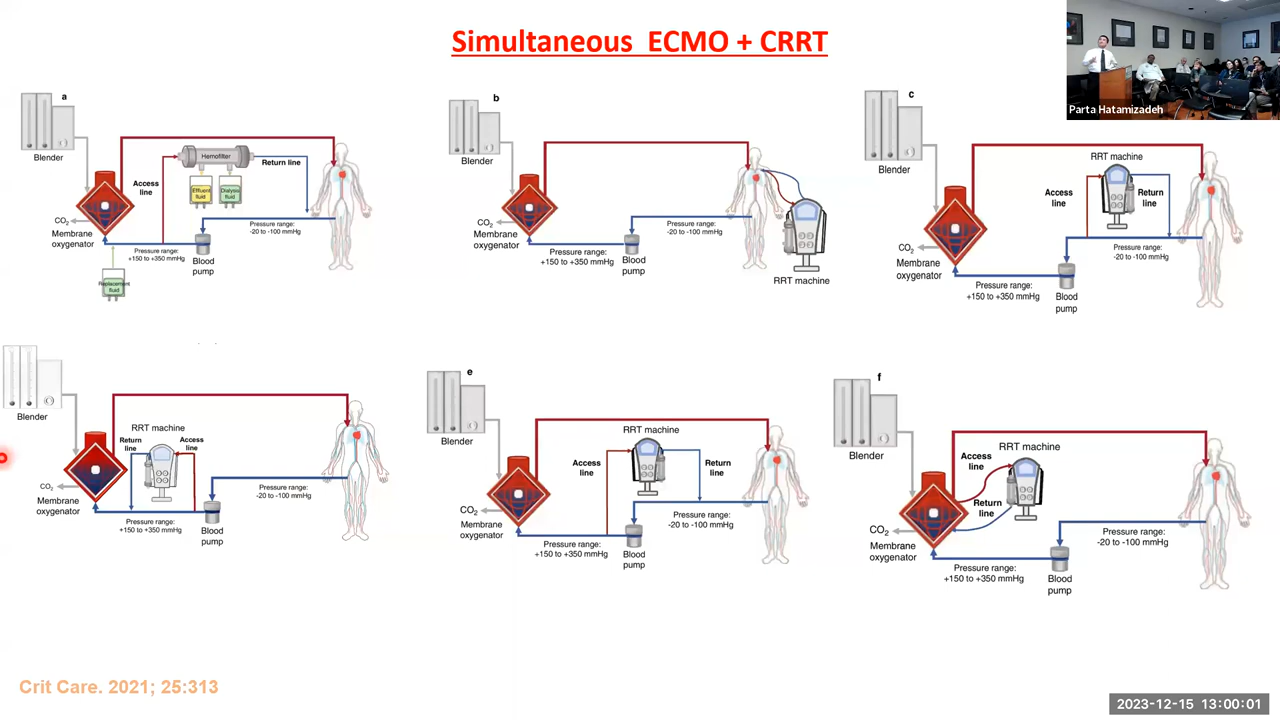 Simultaneous ECMO + CRRT
Parta Hatamizadeh
a
Blender
Hemofilter
Return line
Access
line
Effluent
fluid
Dialysis
fluid
CO2
Membrane
oxygenator
Pressure range:
+150 to +350 mmHg
Blood
pump
Pressure range:
-20 to -100 mmHg
Replacement
fluid
b
Blender
CO2
Membrane
oxygenator
Pressure range:
+150 to +350 mmHg
Blood
pump
Pressure range:
-20 to -100 mmHg
RRT machine
c
Blender
RRT machine
Access
line
Return
line
CO2
Membrane
oxygenator
Pressure range:
+150 to +350 mmHg
Blood
pump
Pressure range:
-20 to -100 mmHg
Blender
RRT machine
Return
line
Access
line
CO2
Membrane
oxygenator
Pressure range:
+150 to +350 mmHg
Blood
pump
Pressure range:
-20 to -100 mmHg
e
Blender
RRT machine
Access
line
Return
line
CO2
Membrane
oxygenator
Pressure range:
+150 to +350 mmHg
Blood
pump
Pressure range:
-20 to -100 mmHg
f
Blender
RRT machine
Access
line
Return
line
CO2
Membrane
oxygenator
Pressure range:
+150 to +350 mmHg
Blood
pump
Pressure range:
-20 to -100 mmHg
Crit Care. 2021; 25:313
2023-12-15 13:00:01